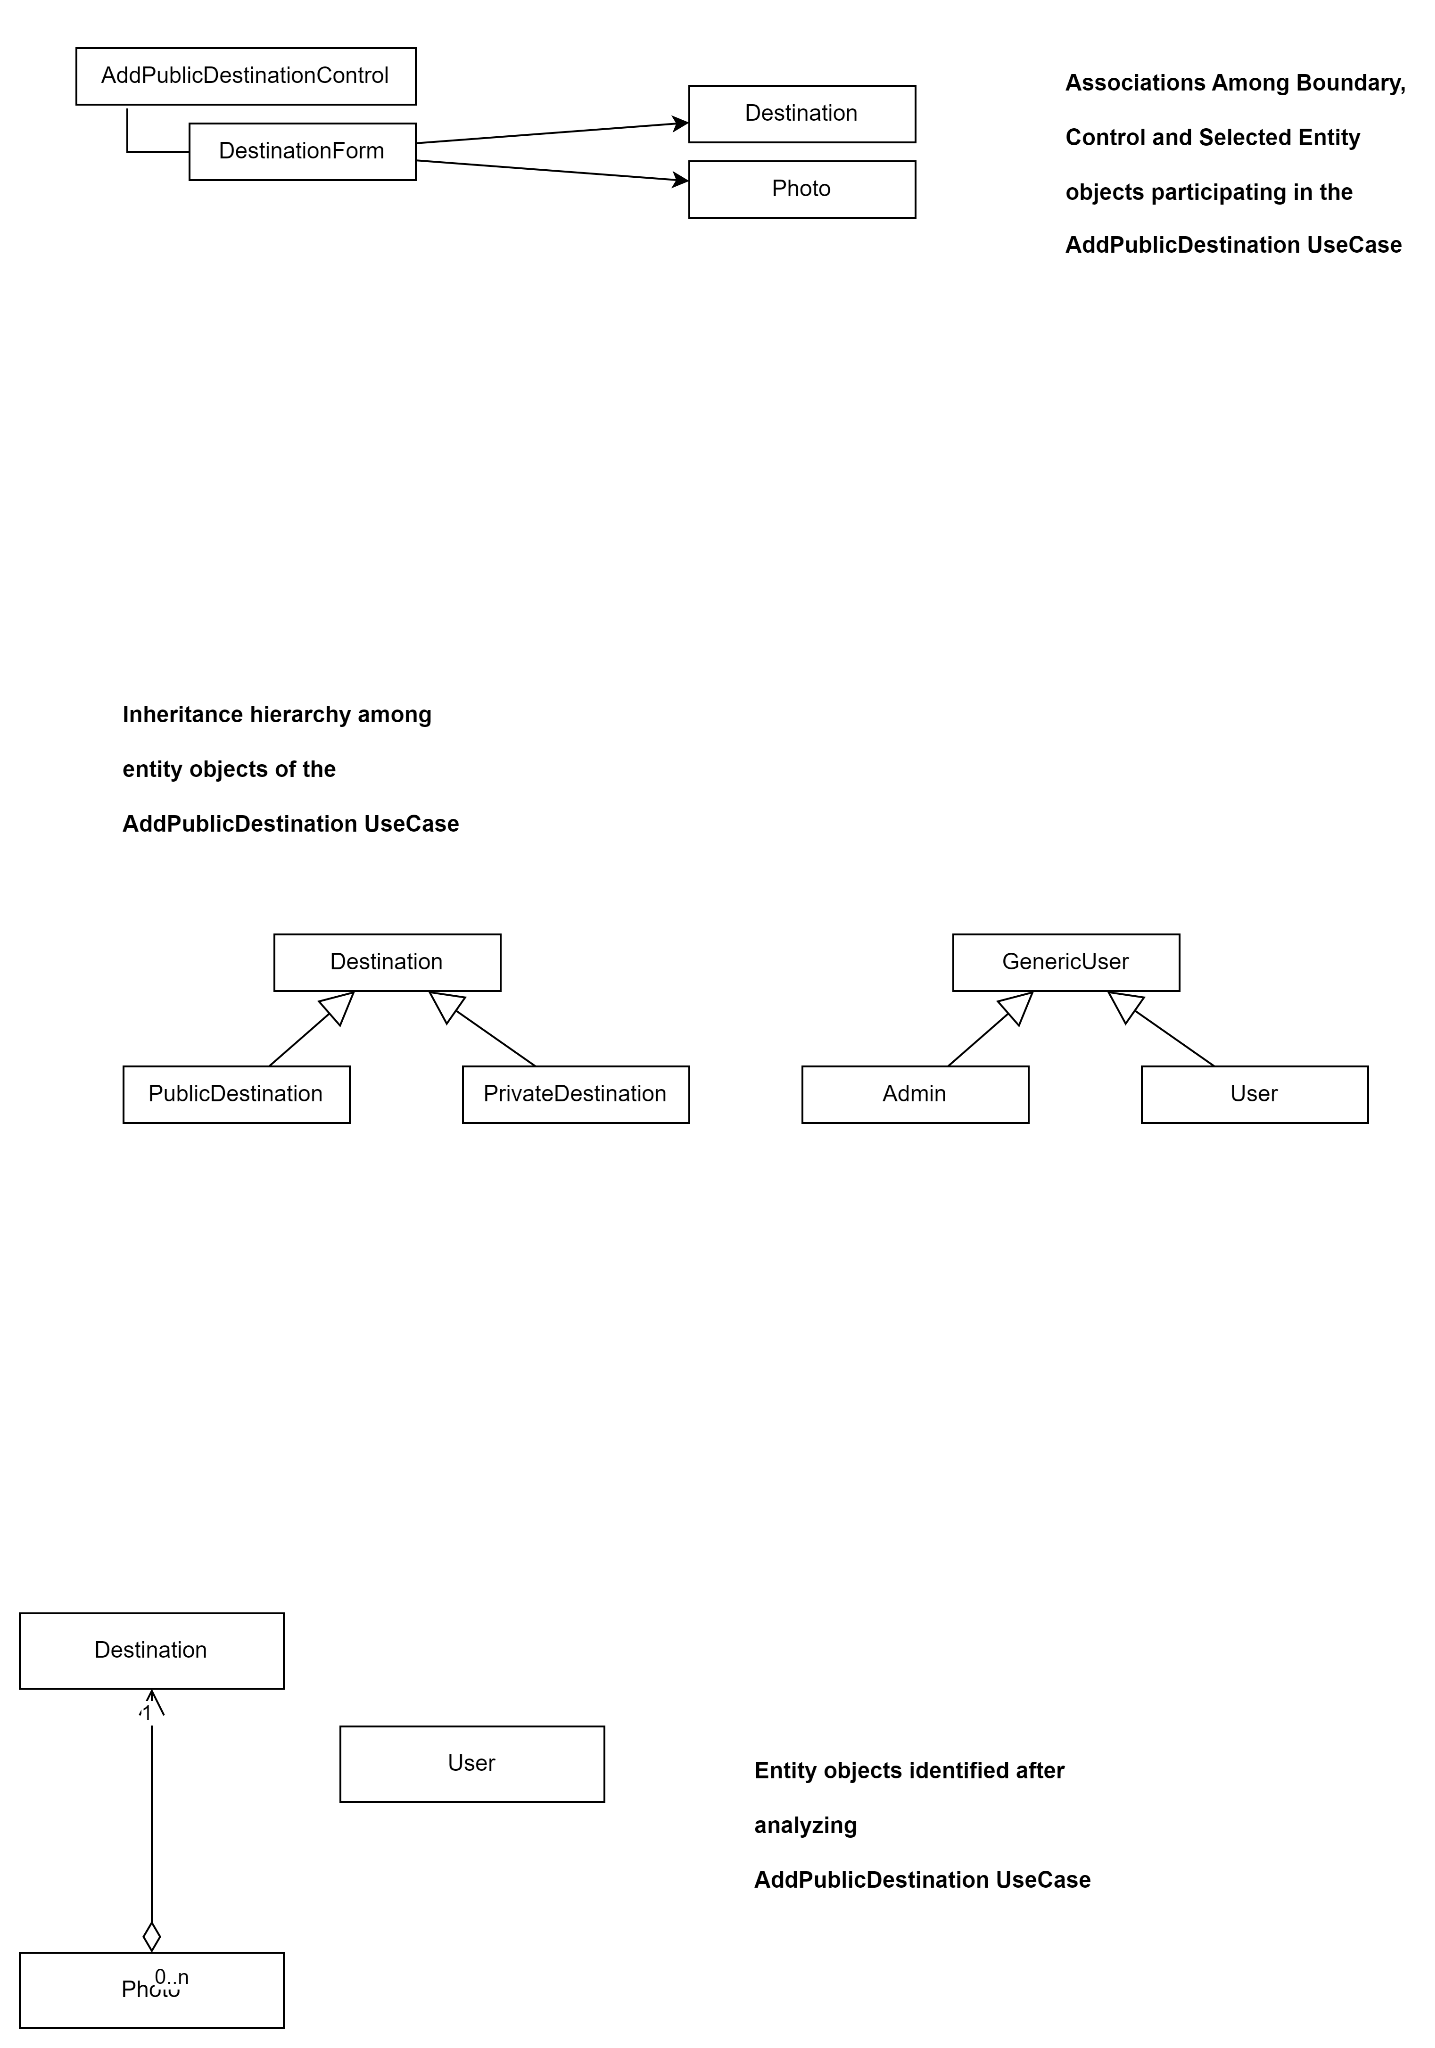 AddPublicDestinationControl
DestinationForm
Destination
Photo
Associations Among Boundary,
Control and Selected Entity
objects participating in the
AddPublicDestination UseCase
Inheritance hierarchy among
entity objects of the
AddPublicDestination UseCase
Destination
GenericUser
PublicDestination
PrivateDestination
Admin
User
Destination
1
User
Entity objects identified after
analyzing
AddPublicDestination UseCase
0..n
Photo